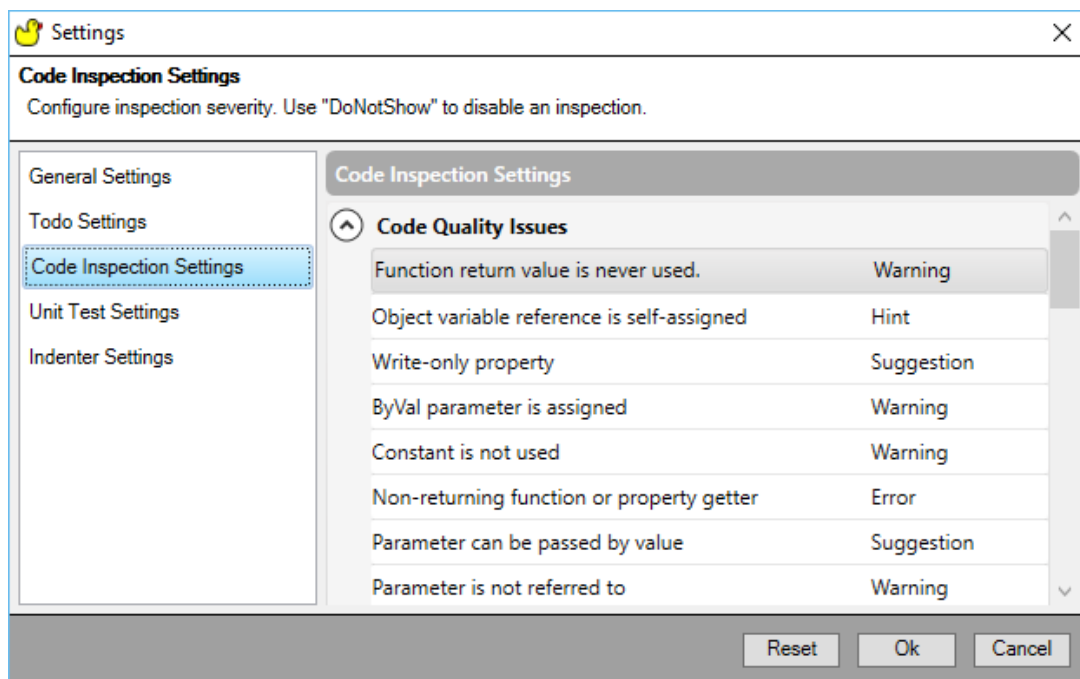 Settings
Code Inspection Settings
Configure inspection severity. Use "DoNotShow" to disable an inspection.
General Settings
Todo Settings
Code Inspection Settings
Unit Test Settings
Indenter Settings
Code Inspection Settings
Code Quality Issues
Function return value is never used. Warning
Object variable reference is self-assigned Hint
Write-only property Suggestion
ByVal parameter is assigned Warning
Constant is not used Warning
Non-returning function or property getter Error
Parameter can be passed by value Suggestion
Parameter is not referred to Warning
Reset Ok Cancel